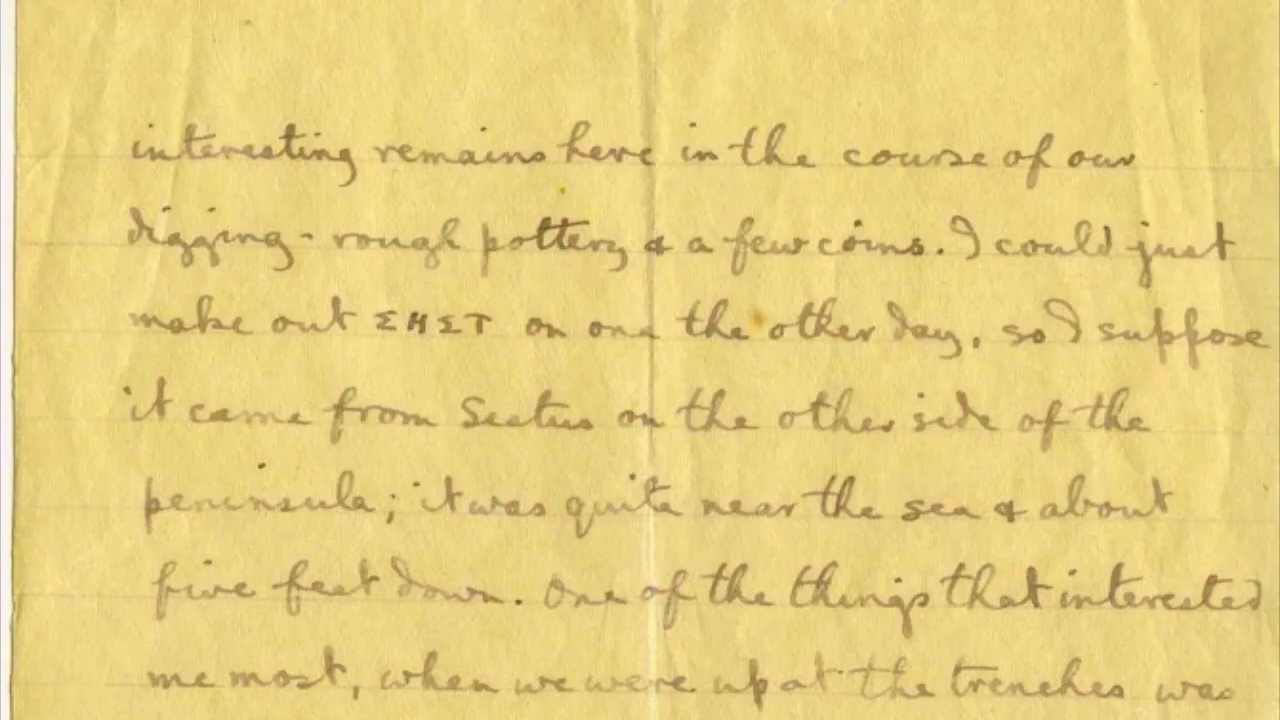 interesting remains here in the course of our
digging - rough pottery & a few coins. I could just
make out ΣΗΣΤ on one the other day, so I suppose
it came from Sestus on the other side of the
peninsula; it was quite near the sea & about
five feet down. One of the things that interested
me most, when we were up at the trenches was